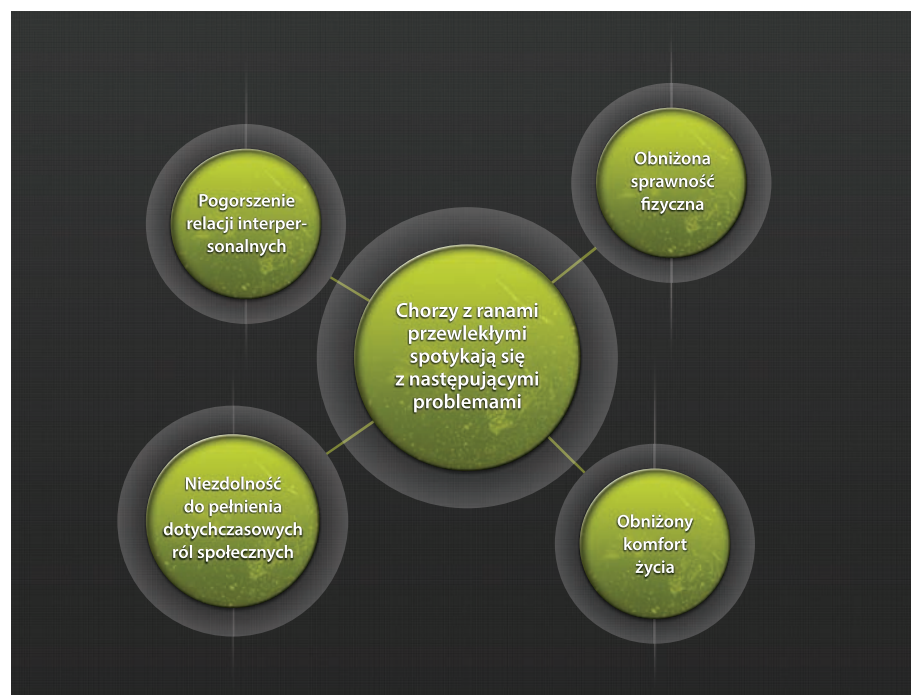 Pogorszenie
relacji interper-
sonalnych
Obniżona
sprawność
fizyczna
Chorzy z ranami
przewlekłymi
spotykają się
z następującymi
problemami
Niezdolność
do pełnienia
dotychczasowych
ról społecznych
Obniżony
komfort
życia